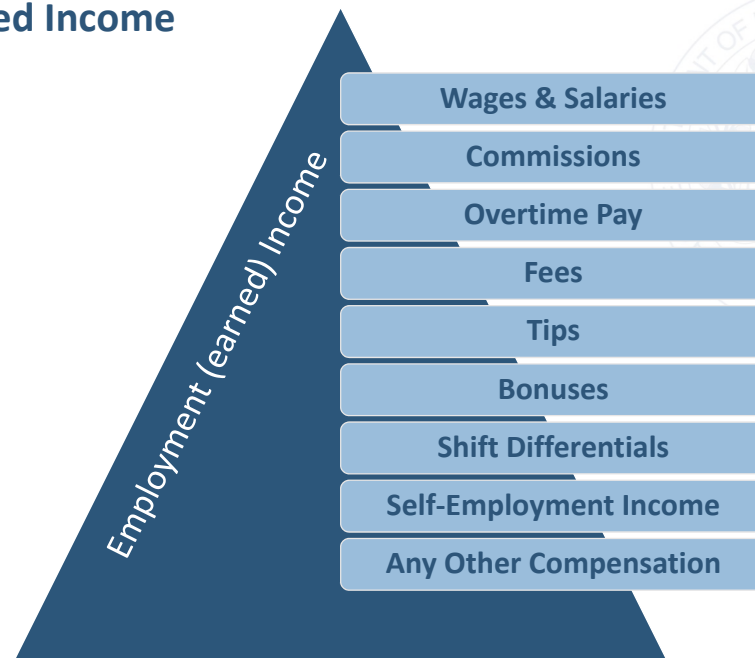 ed Income
Employment (earned) Income
Wages & Salaries
Commissions
Overtime Pay
Fees
Tips
Bonuses
Shift Differentials
Self-Employment Income
Any Other Compensation